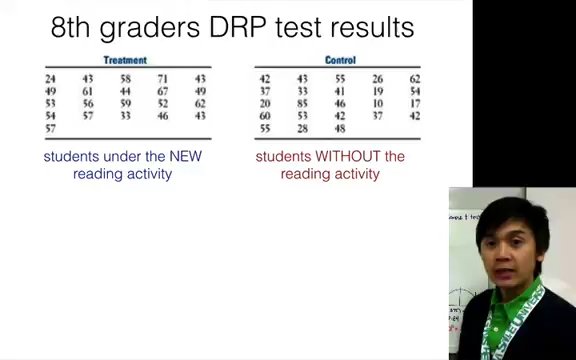 8th graders DRP test results
Treatment
24 43 58 71 43
49 61 44 67 49
53 56 59 52 62
54 57 33 46 43
57
students under the NEW
reading activity
Control
42 43 55 26 62
37 33 41 19 54
20 85 46 10 17
60 53 42 37 42
55 28 48
students WITHOUT the
reading activity